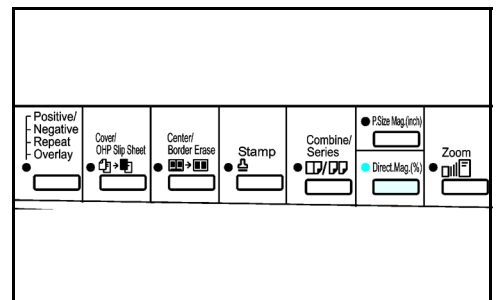 Positive/
Negative
Repeat
Overlay
Cover/
OHP Slip Sheet
Center/
Border Erase
Stamp
Combine/
Series
P.Size Mag.(inch)
Direct.Mag.(%)
Zoom